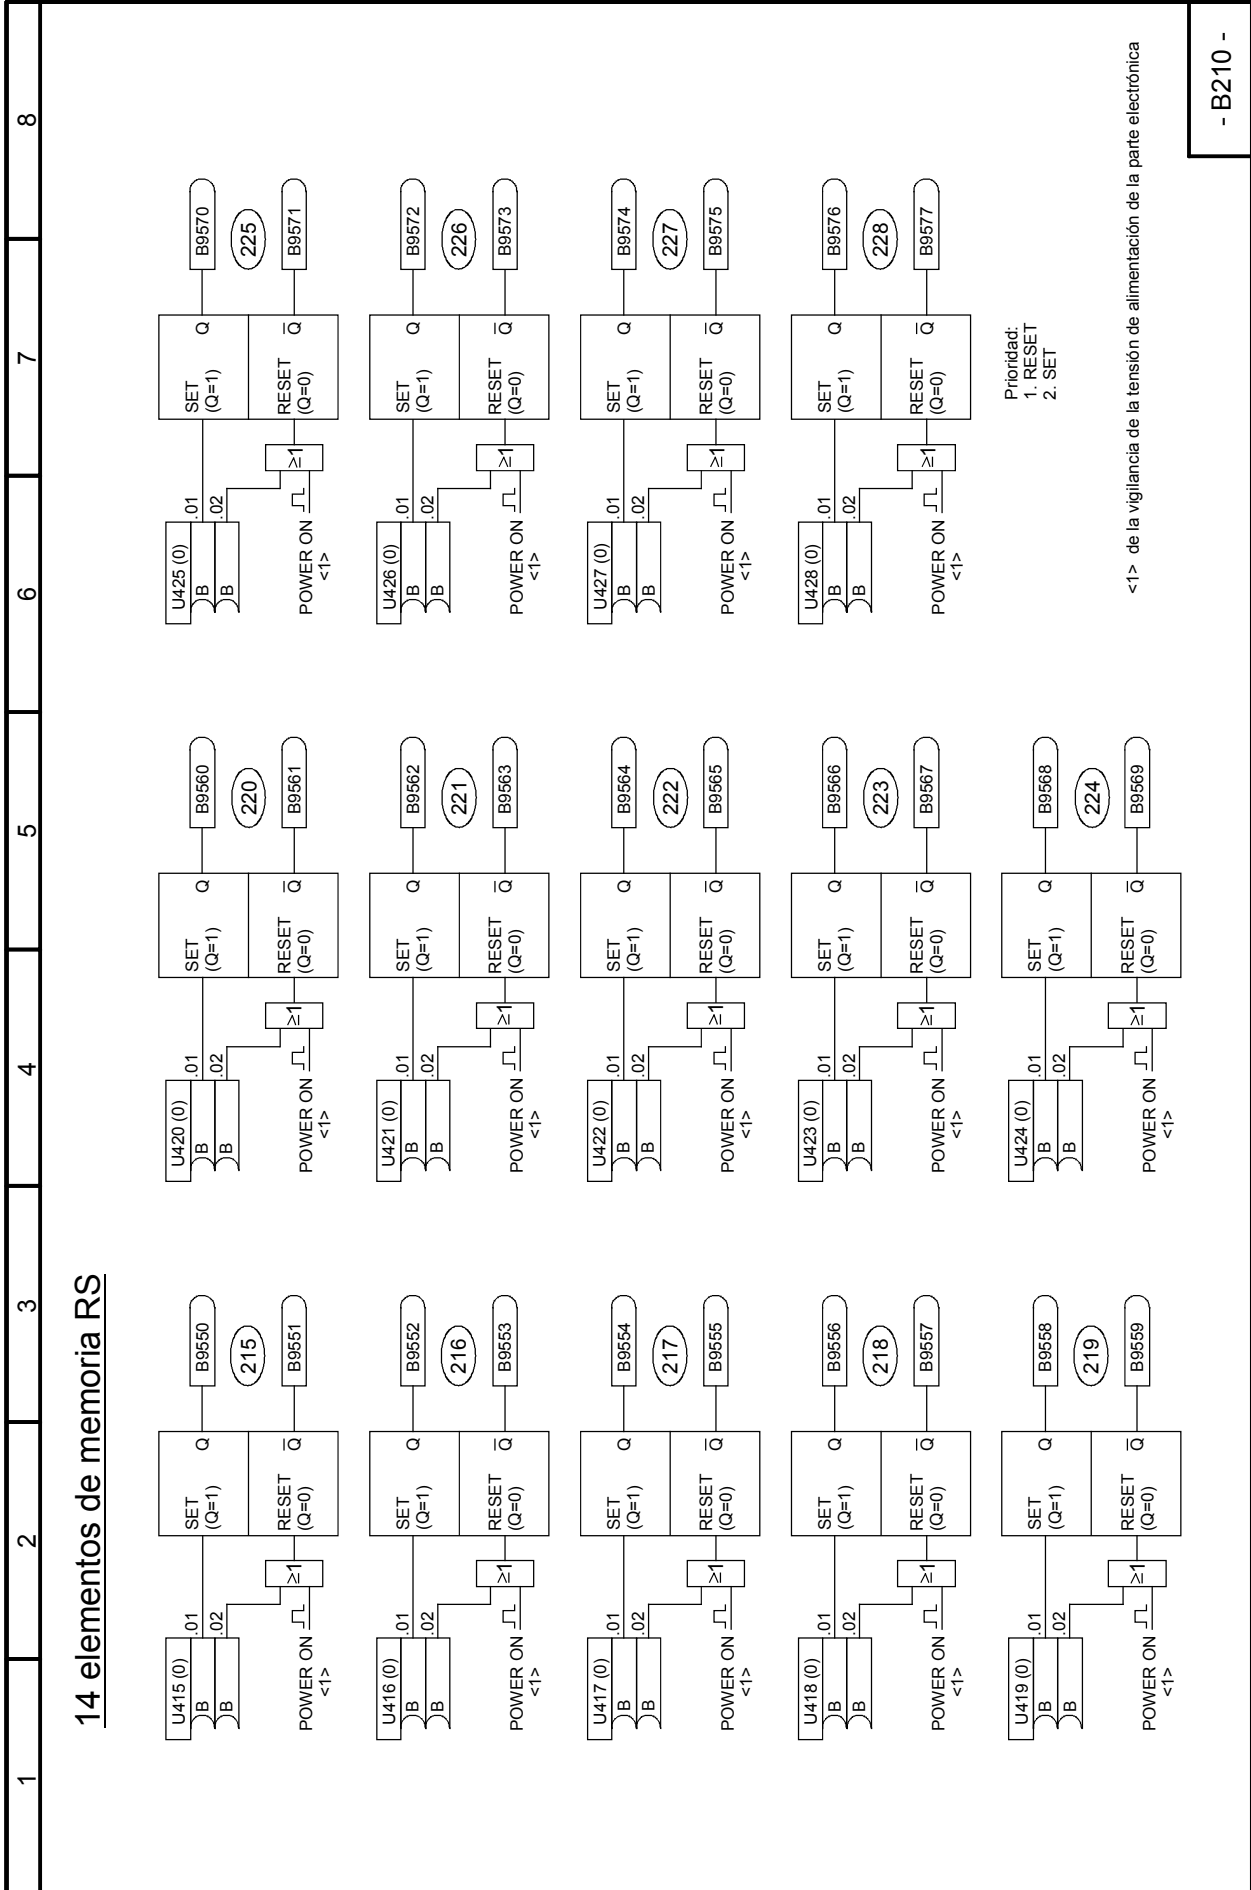 1 2 3 4 5 6 7 8
14 elementos de memoria RS
U415 (0)
B .01
B .02
POWER ON
<1>
≥1
SET
(Q=1)
Q
RESET
(Q=0)
Q̅
B9550
215
B9551
U416 (0)
B .01
B .02
POWER ON
<1>
≥1
SET
(Q=1)
Q
RESET
(Q=0)
Q̅
B9552
216
B9553
U417 (0)
B .01
B .02
POWER ON
<1>
≥1
SET
(Q=1)
Q
RESET
(Q=0)
Q̅
B9554
217
B9555
U418 (0)
B .01
B .02
POWER ON
<1>
≥1
SET
(Q=1)
Q
RESET
(Q=0)
Q̅
B9556
218
B9557
U419 (0)
B .01
B .02
POWER ON
<1>
≥1
SET
(Q=1)
Q
RESET
(Q=0)
Q̅
B9558
219
B9559
U420 (0)
B .01
B .02
POWER ON
<1>
≥1
SET
(Q=1)
Q
RESET
(Q=0)
Q̅
B9560
220
B9561
U421 (0)
B .01
B .02
POWER ON
<1>
≥1
SET
(Q=1)
Q
RESET
(Q=0)
Q̅
B9562
221
B9563
U422 (0)
B .01
B .02
POWER ON
<1>
≥1
SET
(Q=1)
Q
RESET
(Q=0)
Q̅
B9564
222
B9565
U423 (0)
B .01
B .02
POWER ON
<1>
≥1
SET
(Q=1)
Q
RESET
(Q=0)
Q̅
B9566
223
B9567
U424 (0)
B .01
B .02
POWER ON
<1>
≥1
SET
(Q=1)
Q
RESET
(Q=0)
Q̅
B9568
224
B9569
U425 (0)
B .01
B .02
POWER ON
<1>
≥1
SET
(Q=1)
Q
RESET
(Q=0)
Q̅
B9570
225
B9571
U426 (0)
B .01
B .02
POWER ON
<1>
≥1
SET
(Q=1)
Q
RESET
(Q=0)
Q̅
B9572
226
B9573
U427 (0)
B .01
B .02
POWER ON
<1>
≥1
SET
(Q=1)
Q
RESET
(Q=0)
Q̅
B9574
227
B9575
U428 (0)
B .01
B .02
POWER ON
<1>
≥1
SET
(Q=1)
Q
RESET
(Q=0)
Q̅
B9576
228
B9577
Prioridad:
1. RESET
2. SET
<1> de la vigilancia de la tensión de alimentación de la parte electrónica
- B210 -